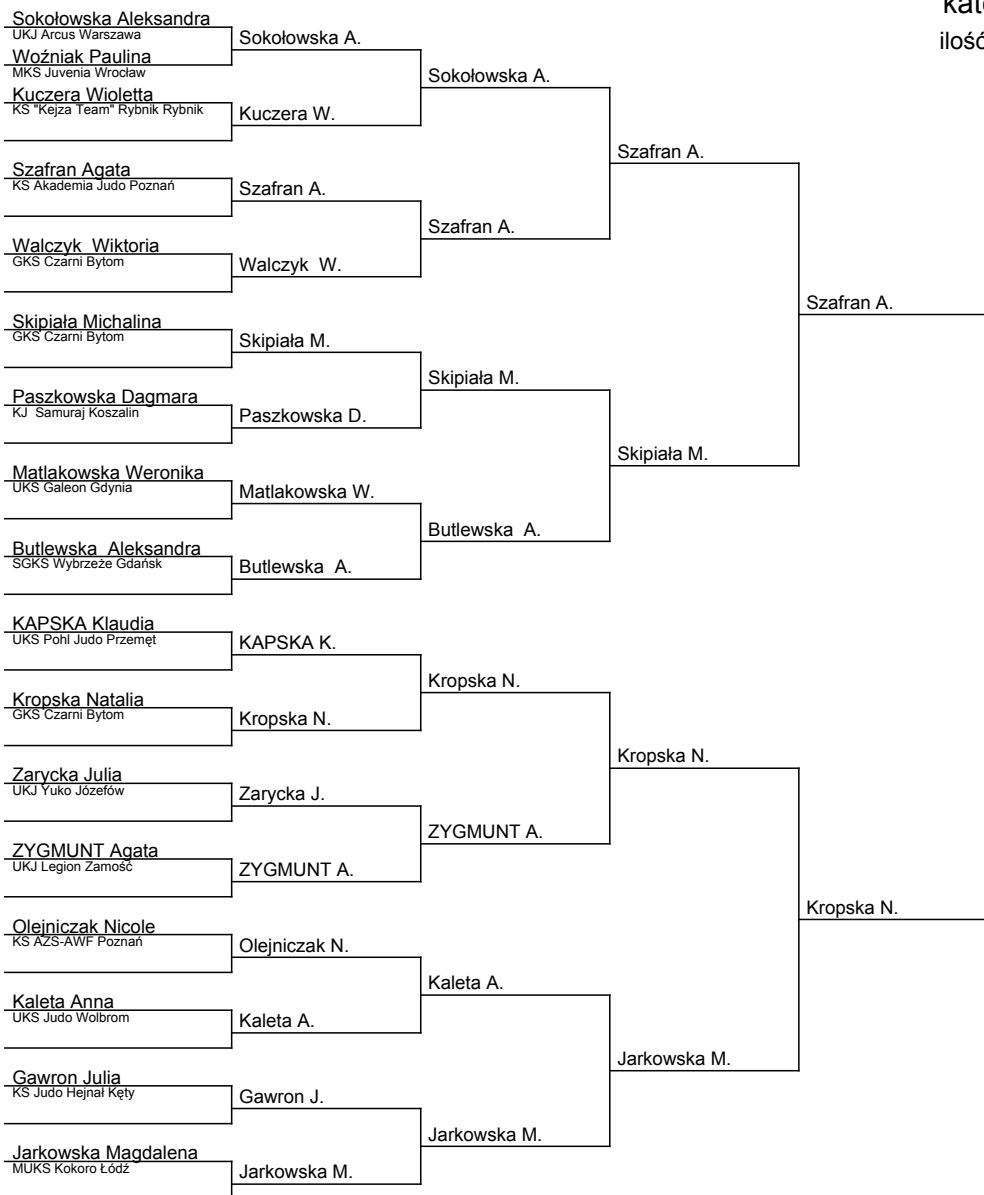 kate
ilość
Sokołowska Aleksandra
UKJ Arcus Warszawa
Woźniak Paulina
MKS Juvenia Wrocław
Kuczera Wioletta
KS "Kejza Team" Rybnik Rybnik
Szafran Agata
KS Akademia Judo Poznań
Walczyk Wiktoria
GKS Czarni Bytom
Skipiała Michalina
GKS Czarni Bytom
Paszkowska Dagmara
KJ Samuraj Koszalin
Matlakowska Weronika
UKS Galeon Gdynia
Butlewska Aleksandra
SGKS Wybrzeże Gdańsk
KAPSKA Klaudia
UKS Pohl Judo Przemęt
Kropska Natalia
GKS Czarni Bytom
Zarycka Julia
UKJ Yuko Józefów
ZYGMUNT Agata
UKJ Legion Zamość
Olejniczak Nicole
KS AZS-AWF Poznań
Kaleta Anna
UKS Judo Wolbrom
Gawron Julia
KS Judo Hejnał Kęty
Jarkowska Magdalena
MUKS Kokoro Łódź
Sokołowska A.
Kuczera W.
Szafran A.
Walczyk W.
Skipiała M.
Paszkowska D.
Matlakowska W.
Butlewska A.
KAPSKA K.
Kropska N.
Zarycka J.
ZYGMUNT A.
Olejniczak N.
Kaleta A.
Gawron J.
Jarkowska M.
Sokołowska A.
Szafran A.
Skipiała M.
Butlewska A.
Kropska N.
ZYGMUNT A.
Kaleta A.
Jarkowska M.
Szafran A.
Skipiała M.
Kropska N.
Jarkowska M.
Szafran A.
Kropska N.